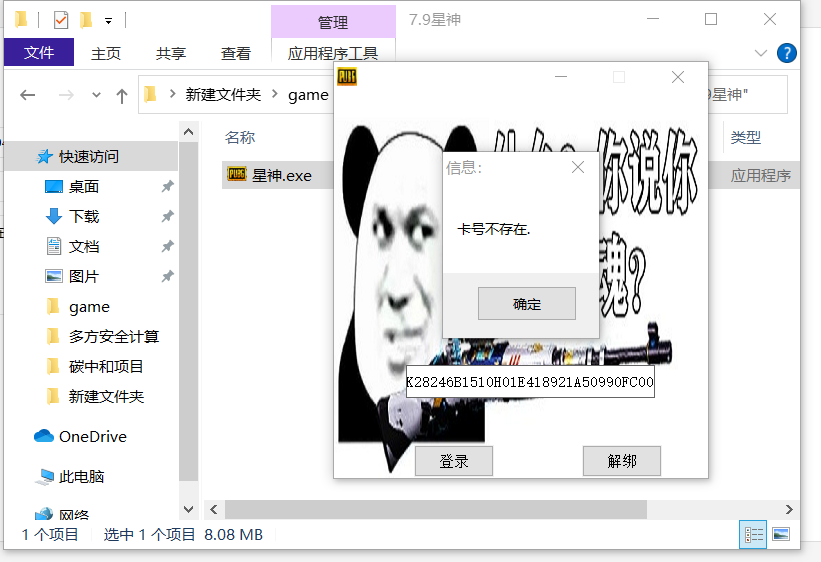 管理
7.9星神
文件
主页
共享
查看
应用程序工具
新建文件夹
game
9星神"
名称
类型
快速访问
桌面
下载
文档
图片
game
多方安全计算
碳中和项目
新建文件夹
OneDrive
此电脑
网络
星神.exe
应用程序
PUBG
你说你
魂?
信息:
卡号不存在.
确定
K28246B1510H01E418921A50990FC00
登录
解绑
1 个项目
选中 1 个项目 8.08 MB